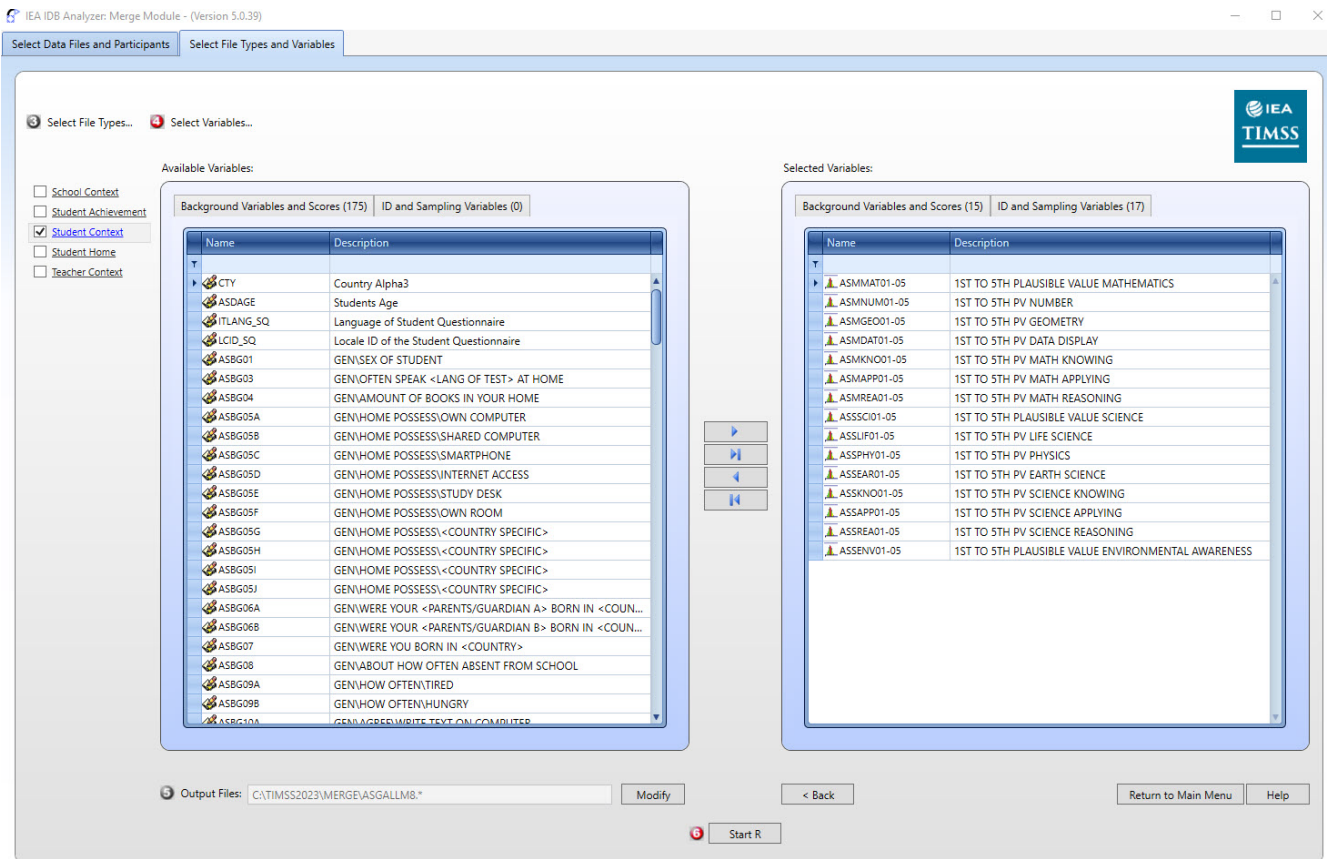 IEA IDB Analyzer: Merge Module - (Version 5.0.39)
Select Data Files and Participants
Select File Types and Variables
IEA
TIMSS
3 Select File Types...
4 Select Variables...
School Context
Student Achievement
Student Context
Student Home
Teacher Context
Available Variables:
Background Variables and Scores (175)
ID and Sampling Variables (0)
Name Description
CTY Country Alpha3
ASDAGE Students Age
ITLANG_SQ Language of Student Questionnaire
LCID_SQ Locale ID of the Student Questionnaire
ASBG01 GEN\SEX OF STUDENT
ASBG03 GEN\OFTEN SPEAK <LANG OF TEST> AT HOME
ASBG04 GEN\AMOUNT OF BOOKS IN YOUR HOME
ASBG05A GEN\HOME POSSESS\OWN COMPUTER
ASBG05B GEN\HOME POSSESS\SHARED COMPUTER
ASBG05C GEN\HOME POSSESS\SMARTPHONE
ASBG05D GEN\HOME POSSESS\INTERNET ACCESS
ASBG05E GEN\HOME POSSESS\STUDY DESK
ASBG05F GEN\HOME POSSESS\OWN ROOM
ASBG05G GEN\HOME POSSESS\<COUNTRY SPECIFIC>
ASBG05H GEN\HOME POSSESS\<COUNTRY SPECIFIC>
ASBG05I GEN\HOME POSSESS\<COUNTRY SPECIFIC>
ASBG05J GEN\HOME POSSESS\<COUNTRY SPECIFIC>
ASBG06A GEN\WERE YOUR <PARENTS/GUARDIAN A> BORN IN <COUN...
ASBG06B GEN\WERE YOUR <PARENTS/GUARDIAN B> BORN IN <COUN...
ASBG07 GEN\WERE YOU BORN IN <COUNTRY>
ASBG08 GEN\ABOUT HOW OFTEN ABSENT FROM SCHOOL
ASBG09A GEN\HOW OFTEN\TIRED
ASBG09B GEN\HOW OFTEN\HUNGRY
ASBG10A GEN\AGREE\WRITE TEXT ON COMPUTER
Selected Variables:
Background Variables and Scores (15)
ID and Sampling Variables (17)
Name Description
ASMMAT01-05 1ST TO 5TH PLAUSIBLE VALUE MATHEMATICS
ASMNUM01-05 1ST TO 5TH PV NUMBER
ASMGEO01-05 1ST TO 5TH PV GEOMETRY
ASMDAT01-05 1ST TO 5TH PV DATA DISPLAY
ASMKNO01-05 1ST TO 5TH PV MATH KNOWING
ASMAPP01-05 1ST TO 5TH PV MATH APPLYING
ASMREA01-05 1ST TO 5TH PV MATH REASONING
ASSSCI01-05 1ST TO 5TH PLAUSIBLE VALUE SCIENCE
ASSLIF01-05 1ST TO 5TH PV LIFE SCIENCE
ASSPHY01-05 1ST TO 5TH PV PHYSICS
ASSEAR01-05 1ST TO 5TH PV EARTH SCIENCE
ASSKNO01-05 1ST TO 5TH PV SCIENCE KNOWING
ASSAPP01-05 1ST TO 5TH PV SCIENCE APPLYING
ASSREA01-05 1ST TO 5TH PV SCIENCE REASONING
ASSENV01-05 1ST TO 5TH PLAUSIBLE VALUE ENVIRONMENTAL AWARENESS
5 Output Files: C:\TIMSS2023\MERGE\ASGALLM8.*
Modify
< Back
Return to Main Menu
Help
6 Start R